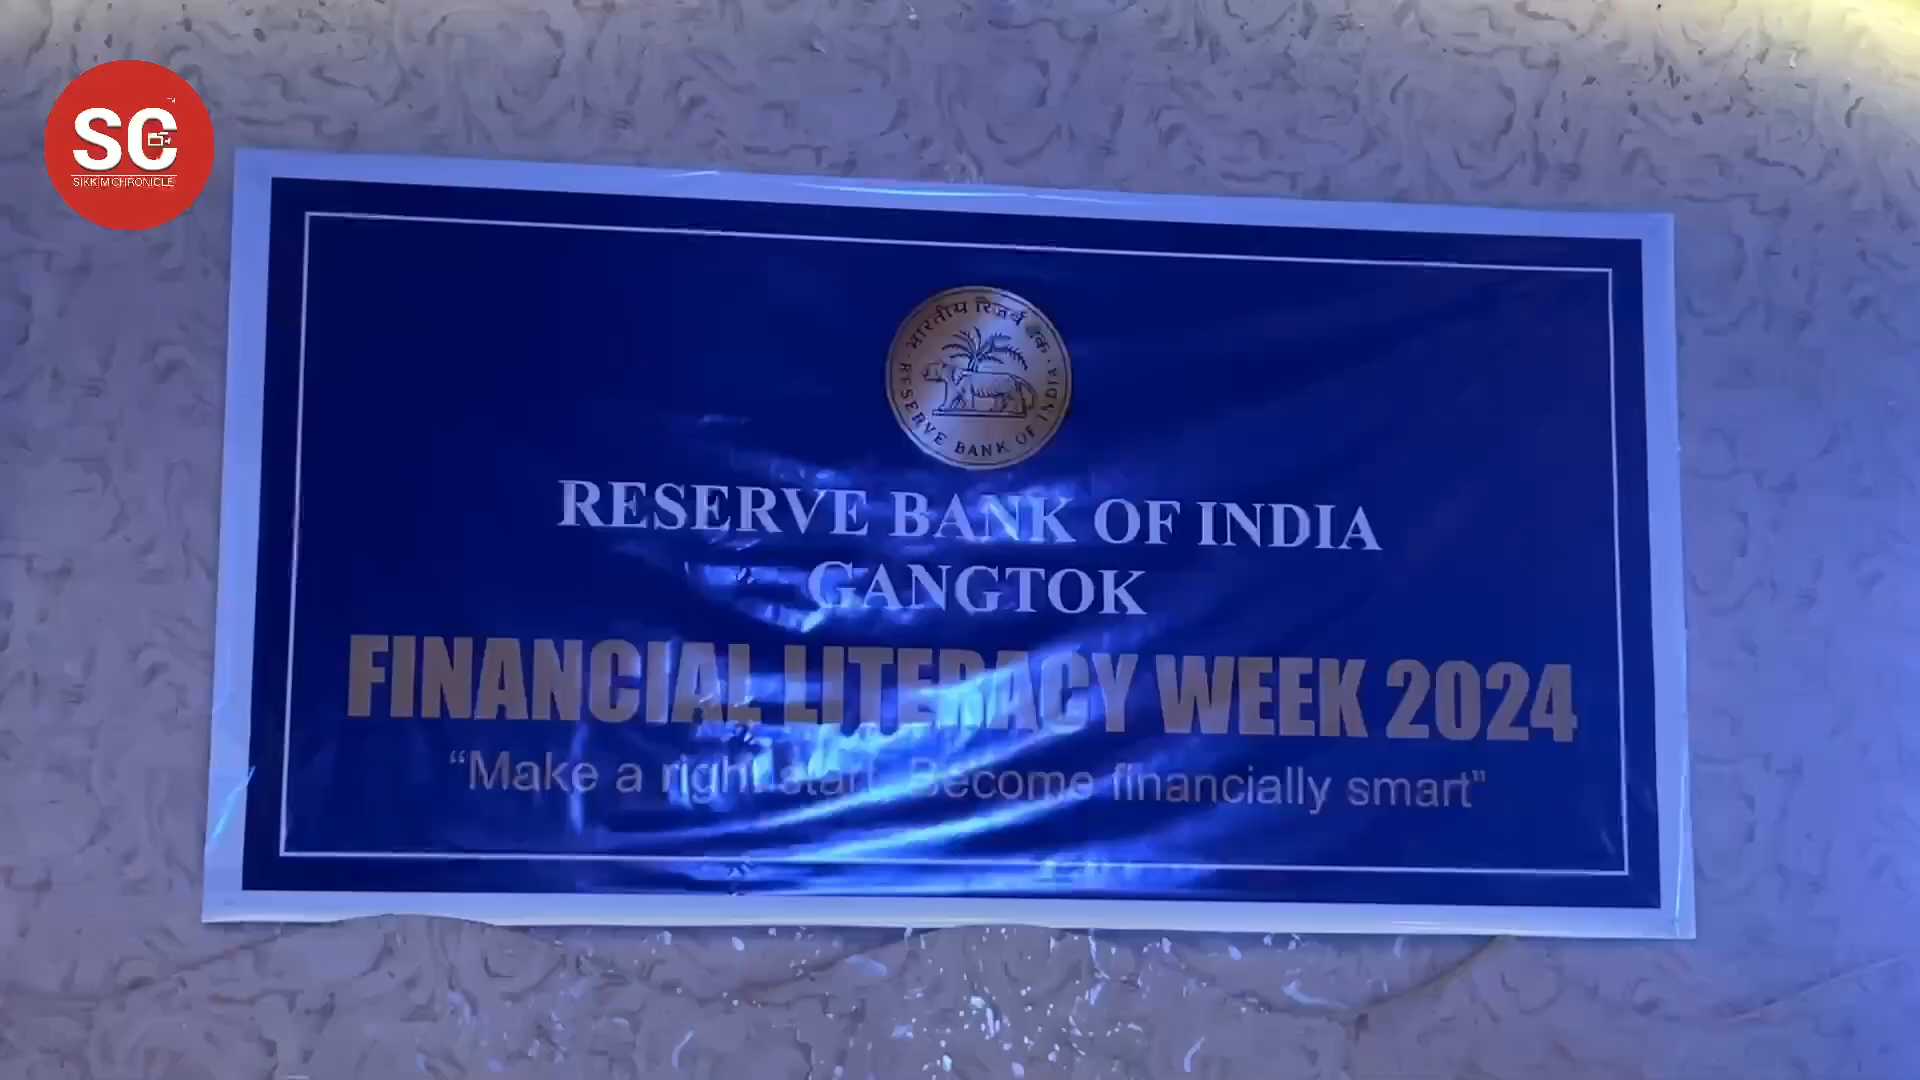 SC
SIKKIM CHRONICLE
भारतीय रिज़र्व बैंक
RESERVE BANK OF INDIA
RESERVE BANK OF INDIA
GANGTOK
FINANCIAL LITERACY WEEK 2024
“Make a right start, Become financially smart”